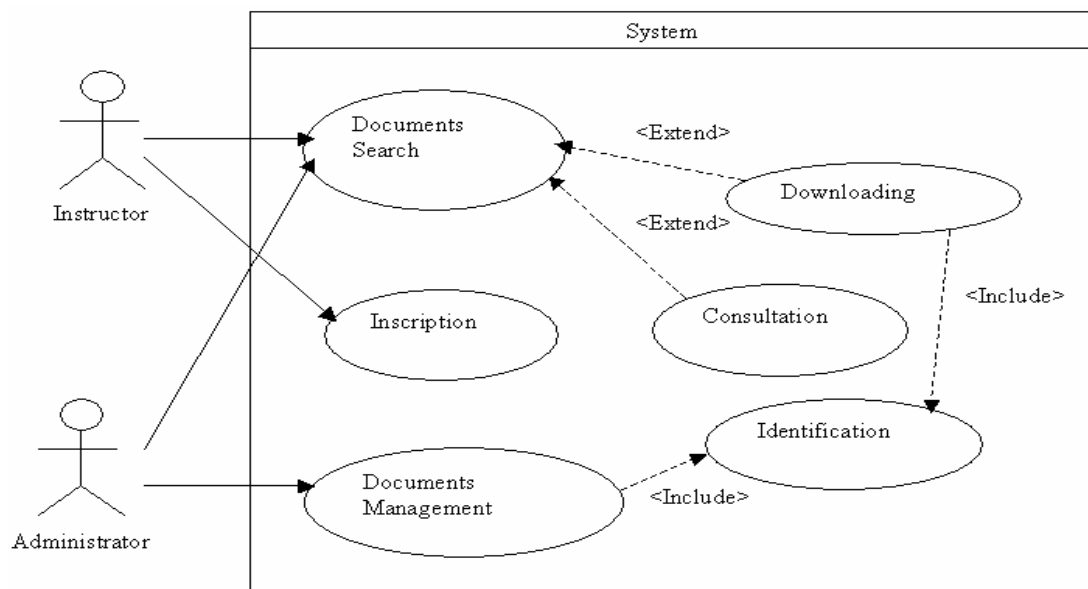 System
Documents
Search
<Extend>
Downloading
Instructor
<Extend>
<Include>
Inscription
Consultation
Identification
Documents
Management
<Include>
Administrator